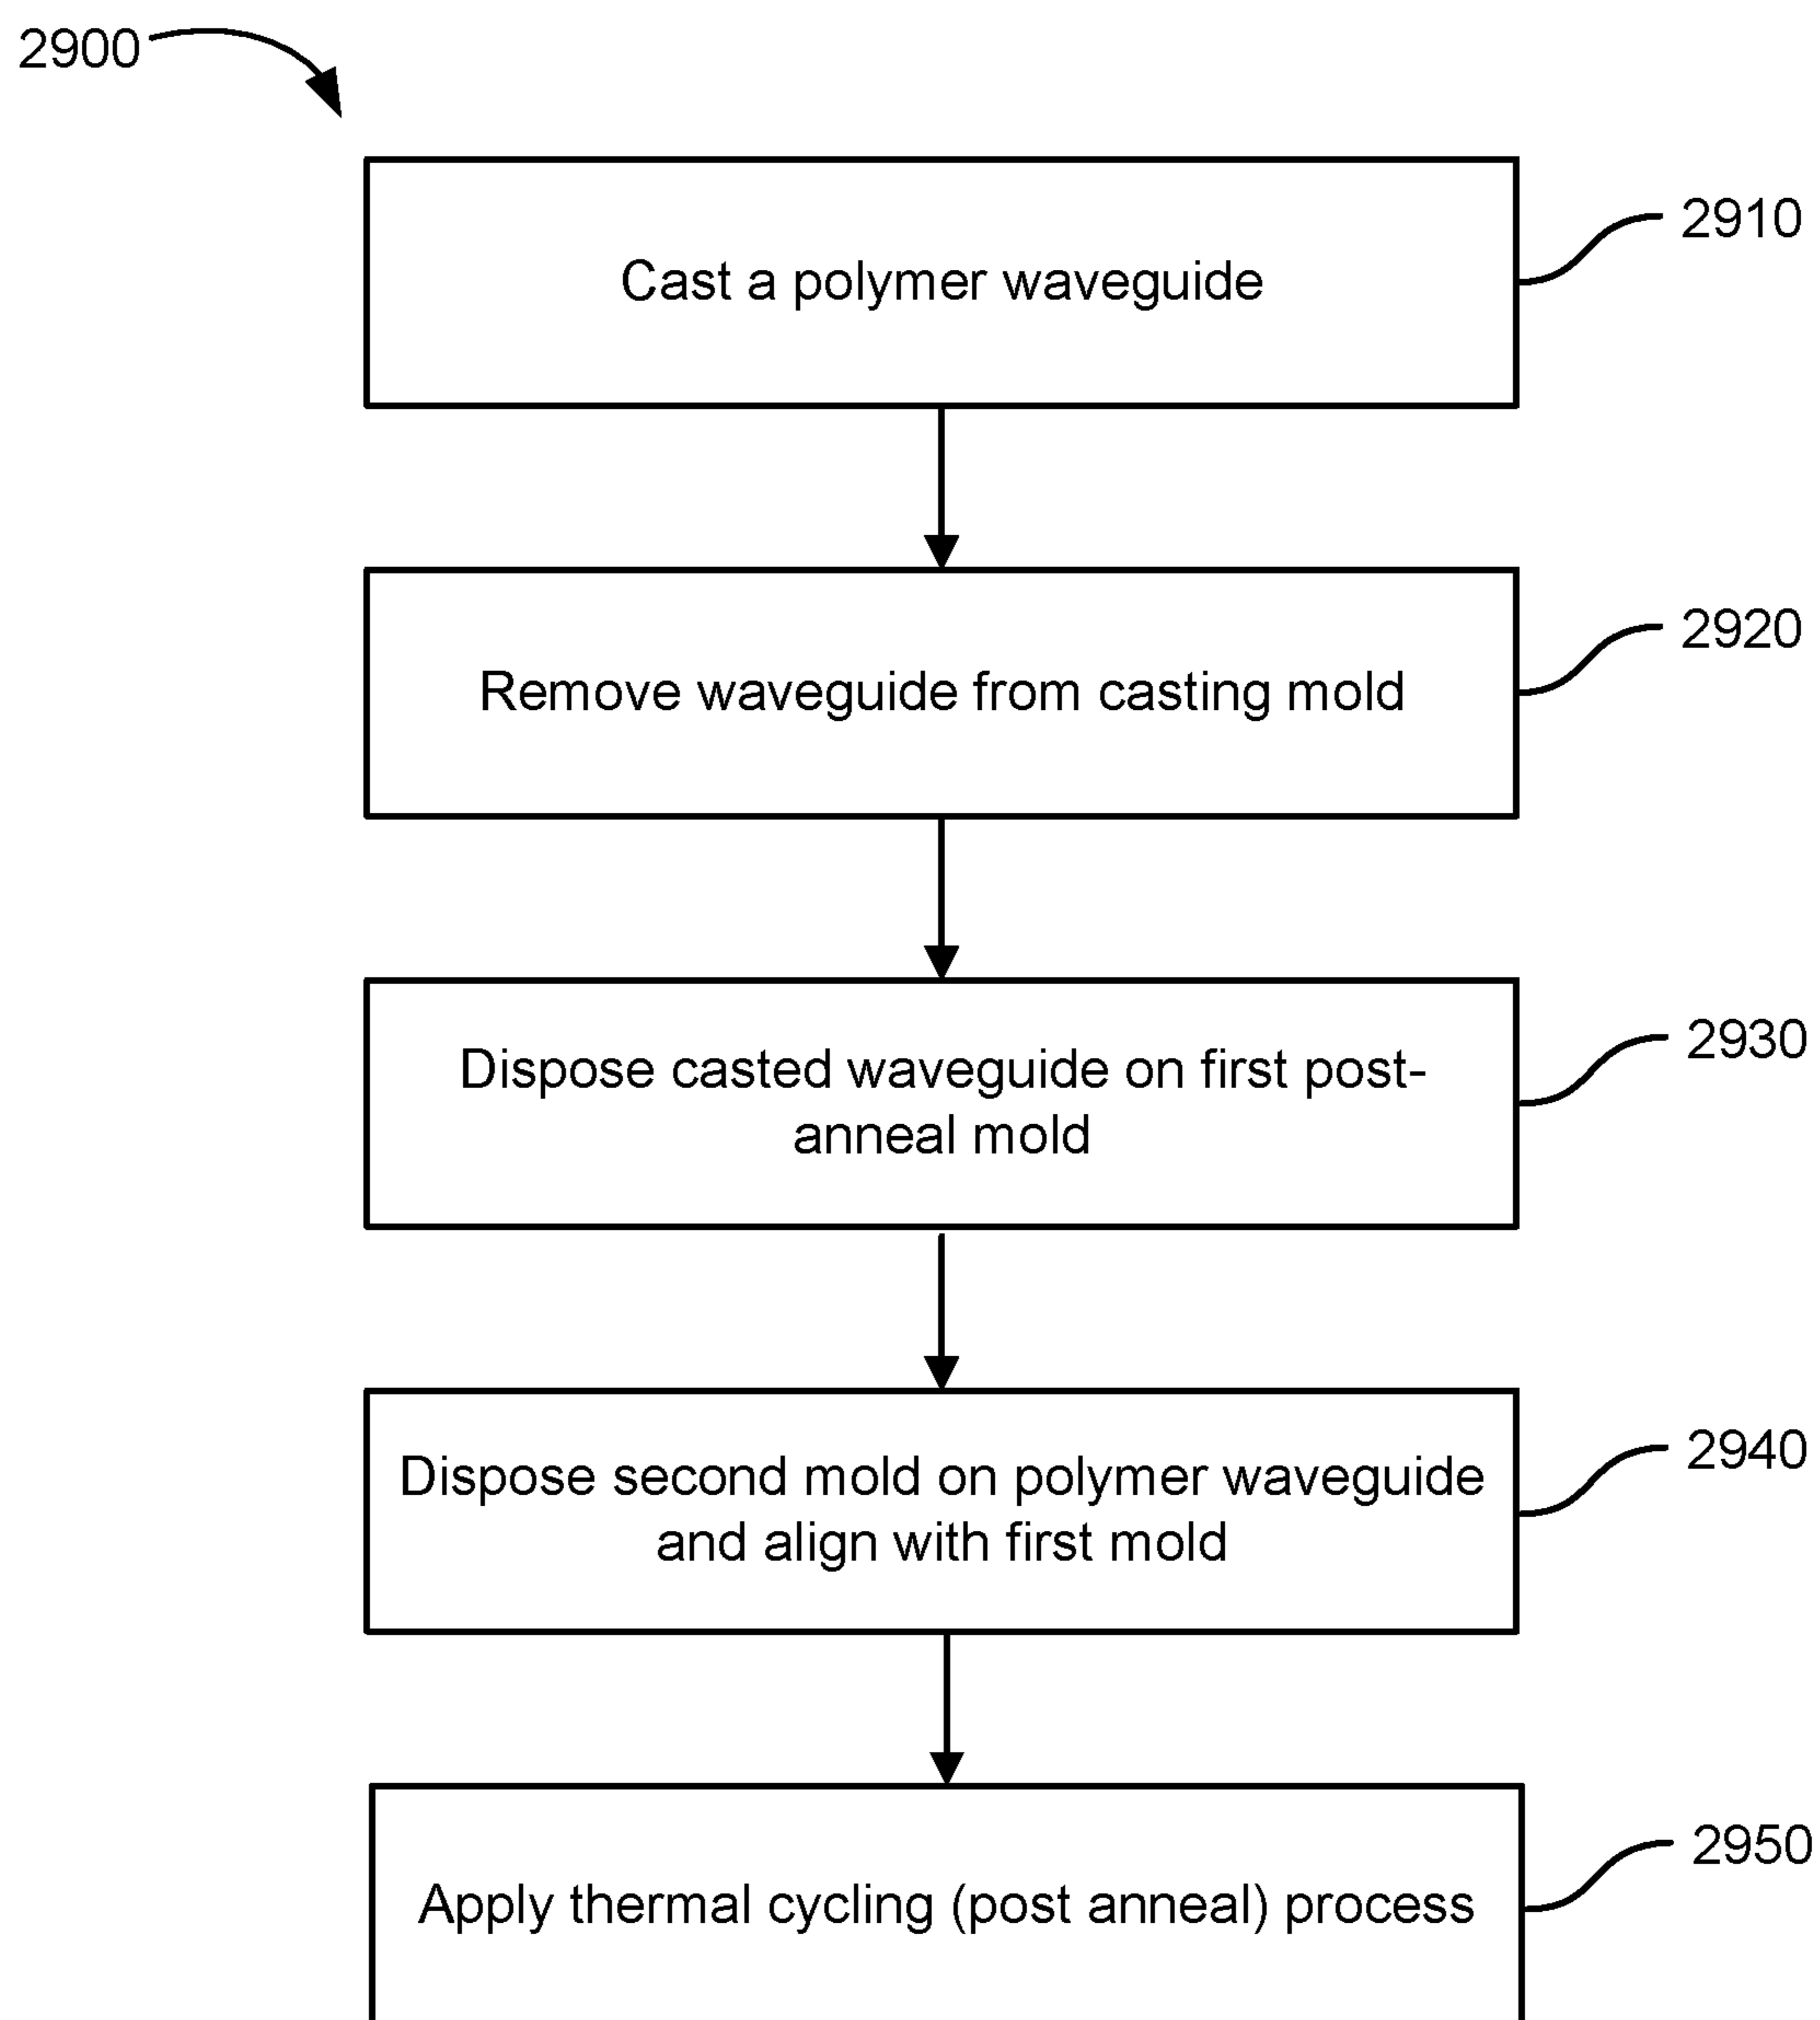 2900
2910
Cast a polymer waveguide
2920
Remove waveguide from casting mold
2930
Dispose casted waveguide on first post-
anneal mold
2940
Dispose second mold on polymer waveguide
and align with first mold
2950
Apply thermal cycling (post anneal) process